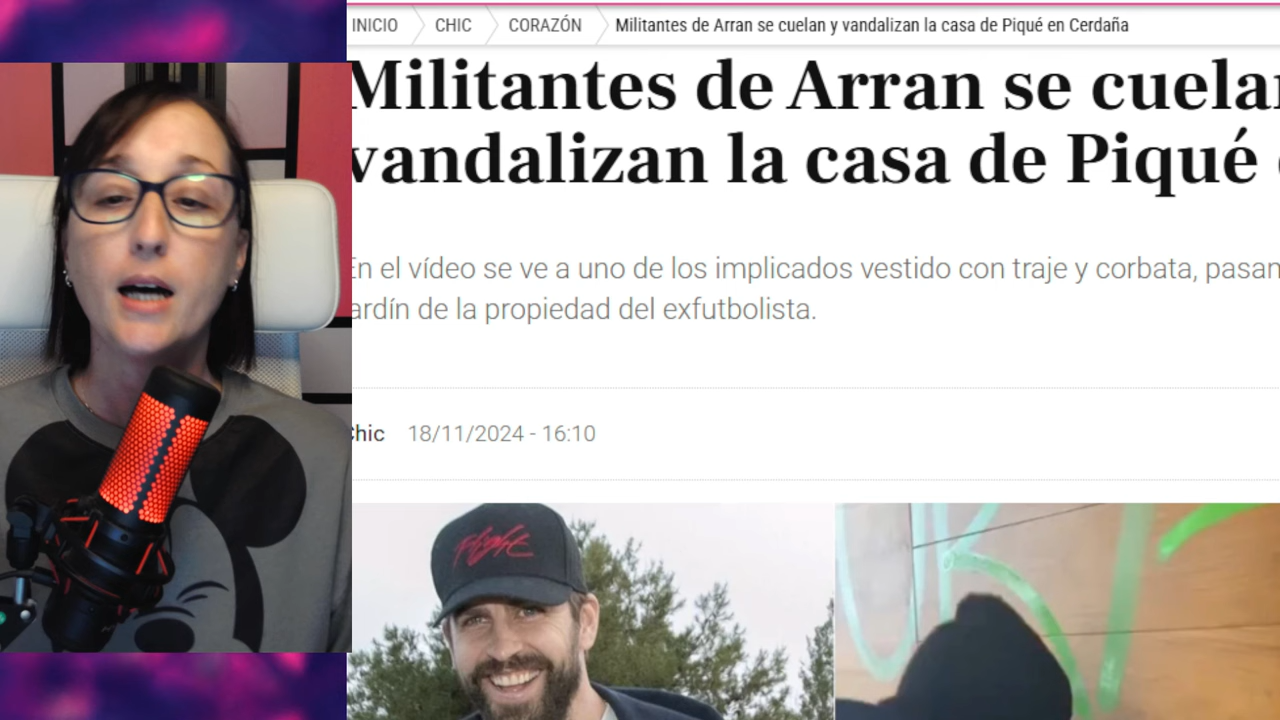 INICIO CHIC CORAZÓN Militantes de Arran se cuelan y vandalizan la casa de Piqué en Cerdaña
Militantes de Arran se cuelan
vandalizan la casa de Piqué
En el vídeo se ve a uno de los implicados vestido con traje y corbata, pasan
jardín de la propiedad del exfutbolista.
Chic 18/11/2024 - 16:10
Flight